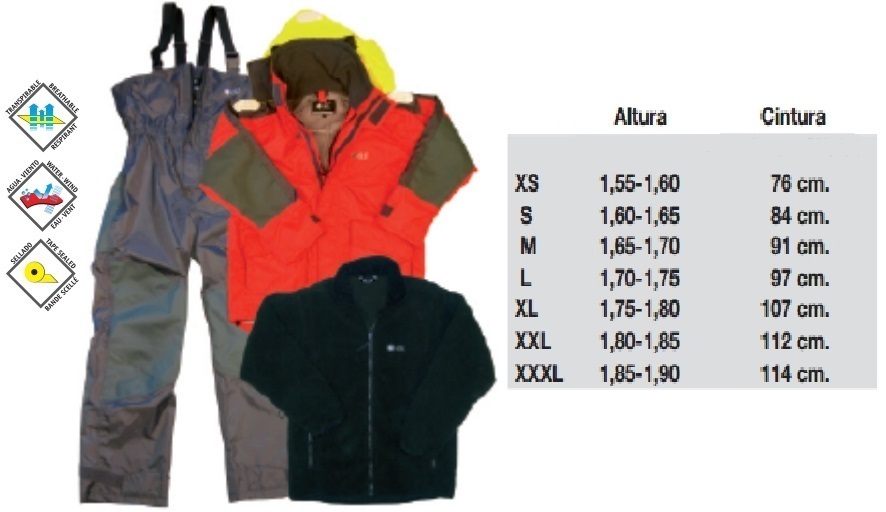 TRANSPIRABLE
BREATHABLE
RESPIRANT
AGUA - VIENTO
WATER - WIND
EAU - VENT
SELLADO
TAPE SEALED
BANDE SCELLÉ
Altura Cintura
XS 1,55-1,60 76 cm.
S 1,60-1,65 84 cm.
M 1,65-1,70 91 cm.
L 1,70-1,75 97 cm.
XL 1,75-1,80 107 cm.
XXL 1,80-1,85 112 cm.
XXXL 1,85-1,90 114 cm.